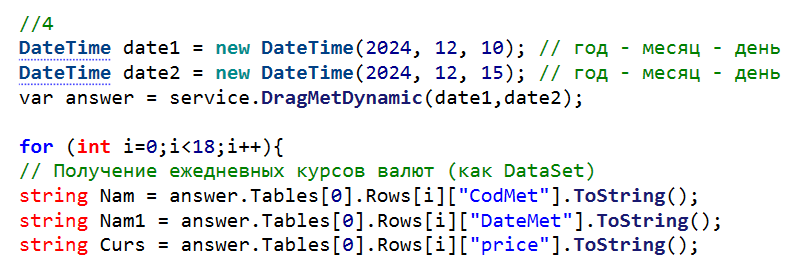 //4
DateTime date1 = new DateTime(2024, 12, 10); // год - месяц - день
DateTime date2 = new DateTime(2024, 12, 15); // год - месяц - день
var answer = service.DragMetDynamic(date1,date2);
for (int i=0;i<18;i++){
// Получение ежедневных курсов валют (как DataSet)
string Nam = answer.Tables[0].Rows[i]["CodMet"].ToString();
string Nam1 = answer.Tables[0].Rows[i]["DateMet"].ToString();
string Curs = answer.Tables[0].Rows[i]["price"].ToString();